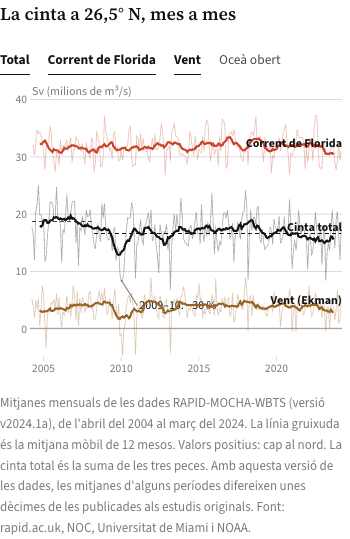 La cinta a 26,5° N, mes a mes
Total Corrent de Florida Vent Oceà obert
Sv (milions de m³/s)
40
Corrent de Florida
30
20
Cinta total
10
2009-10: −30 %
Vent (Ekman)
0
2005 2010 2015 2020
Mitjanes mensuals de les dades RAPID-MOCHA-WBTS (versió
v2024.1a), de l'abril del 2004 al març del 2024. La línia gruixuda
és la mitjana mòbil de 12 mesos. Valors positius: cap al nord. La
cinta total és la suma de les tres peces. Amb aquesta versió de
les dades, les mitjanes d'alguns períodes difereixen unes
dècimes de les publicades als estudis originals. Font:
rapid.ac.uk, NOC, Universitat de Miami i NOAA.